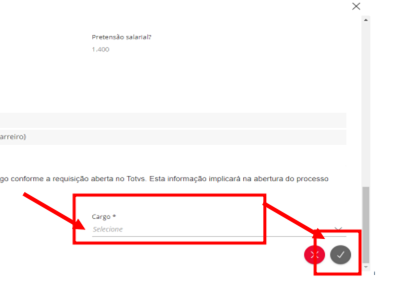 Pretensão salarial?
1.400
arreiro)
go conforme a requisição aberta no Totvs. Esta informação implicará na abertura do processo
Cargo *
Selecione